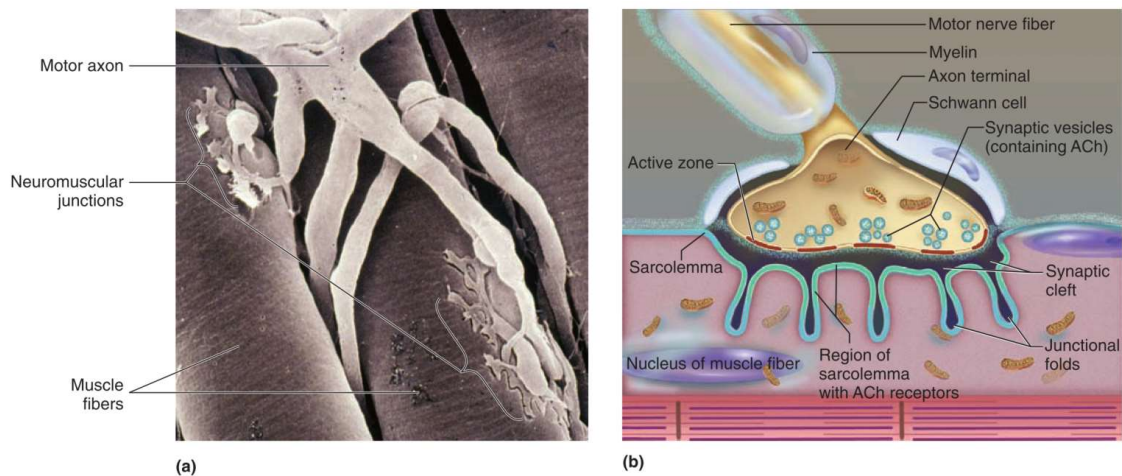 Motor axon
Neuromuscular
junctions
Muscle
fibers
(a)
Motor nerve fiber
Myelin
Axon terminal
Schwann cell
Synaptic vesicles
(containing ACh)
Active zone
Sarcolemma
Synaptic
cleft
Nucleus of muscle fiber
Region of
sarcolemma
with ACh receptors
Junctional
folds
(b)